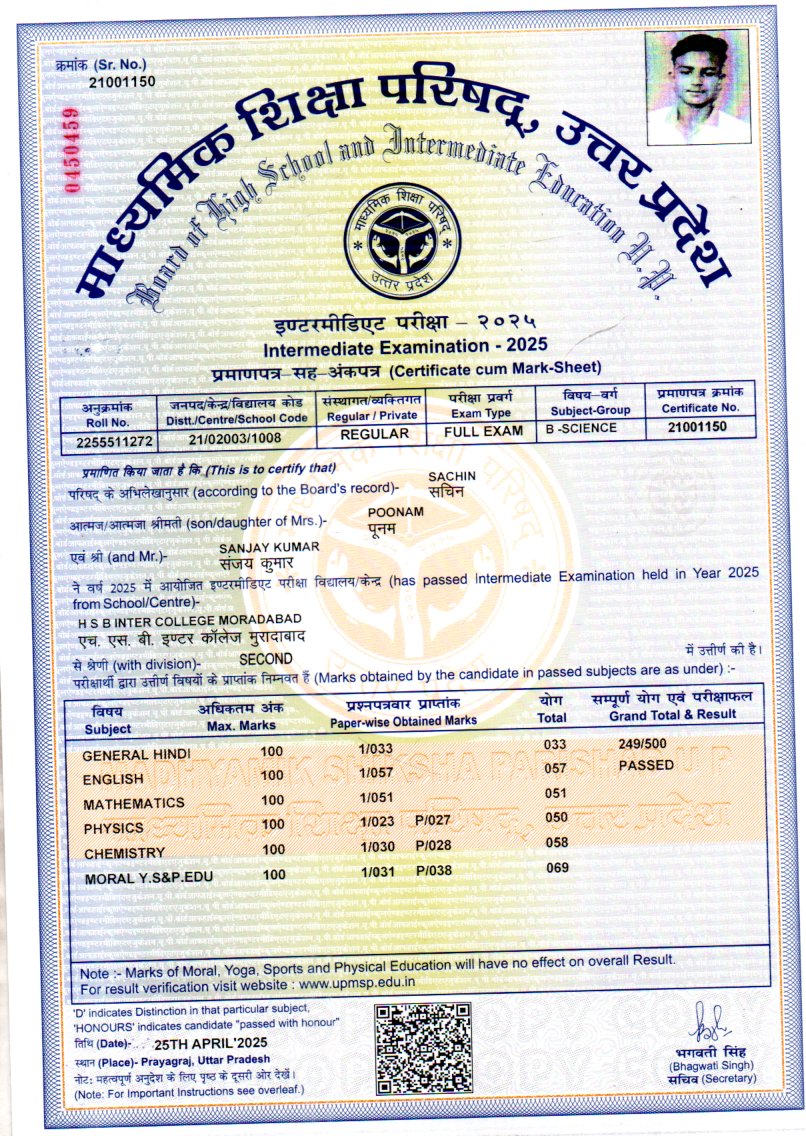 क्रमांक (Sr. No.)
21001150
0450459
माध्यमिक शिक्षा परिषद्, उत्तर प्रदेश
Board of High School and Intermediate Education U.P.
माध्यमिक शिक्षा परिषद्
उत्तर प्रदेश
इण्टरमीडिएट परीक्षा – २०२५
Intermediate Examination - 2025
प्रमाणपत्र–सह–अंकपत्र (Certificate cum Mark-Sheet)
अनुक्रमांक जनपद/केन्द्र/विद्यालय कोड संस्थागत/व्यक्तिगत परीक्षा प्रवर्ग विषय–वर्ग प्रमाणपत्र क्रमांक
Roll No. Distt./Centre/School Code Regular / Private Exam Type Subject-Group Certificate No.
2255511272 21/02003/1008 REGULAR FULL EXAM B -SCIENCE 21001150
प्रमाणित किया जाता है कि (This is to certify that)
SACHIN
परिषद् के अभिलेखानुसार (according to the Board's record)- सचिन
POONAM
आत्मज/आत्मजा श्रीमती (son/daughter of Mrs.)- पूनम
SANJAY KUMAR
एवं श्री (and Mr.)- संजय कुमार
ने वर्ष 2025 में आयोजित इण्टरमीडिएट परीक्षा विद्यालय/केन्द्र (has passed Intermediate Examination held in Year 2025
from School/Centre)-
H S B INTER COLLEGE MORADABAD
एच. एस. बी. इण्टर कॉलेज मुरादाबाद
से श्रेणी (with division)- SECOND में उत्तीर्ण की है।
परीक्षार्थी द्वारा उत्तीर्ण विषयों के प्राप्तांक निम्नवत हैं (Marks obtained by the candidate in passed subjects are as under) :-
विषय अधिकतम अंक प्रश्नपत्रवार प्राप्तांक योग सम्पूर्ण योग एवं परीक्षाफल
Subject Max. Marks Paper-wise Obtained Marks Total Grand Total & Result
GENERAL HINDI 100 1/033 033 249/500
ENGLISH 100 1/057 057 PASSED
MATHEMATICS 100 1/051 051
PHYSICS 100 1/023 P/027 050
CHEMISTRY 100 1/030 P/028 058
MORAL Y.S&P.EDU 100 1/031 P/038 069
Note :- Marks of Moral, Yoga, Sports and Physical Education will have no effect on overall Result.
For result verification visit website : www.upmsp.edu.in
'D' indicates Distinction in that particular subject,
'HONOURS' indicates candidate "passed with honour"
तिथि (Date)- 25TH APRIL'2025
स्थान (Place)- Prayagraj, Uttar Pradesh
नोट: महत्वपूर्ण अनुदेश के लिए पृष्ठ के दूसरी ओर देखें।
(Note: For Important Instructions see overleaf.)
भगवती सिंह
(Bhagwati Singh)
सचिव (Secretary)